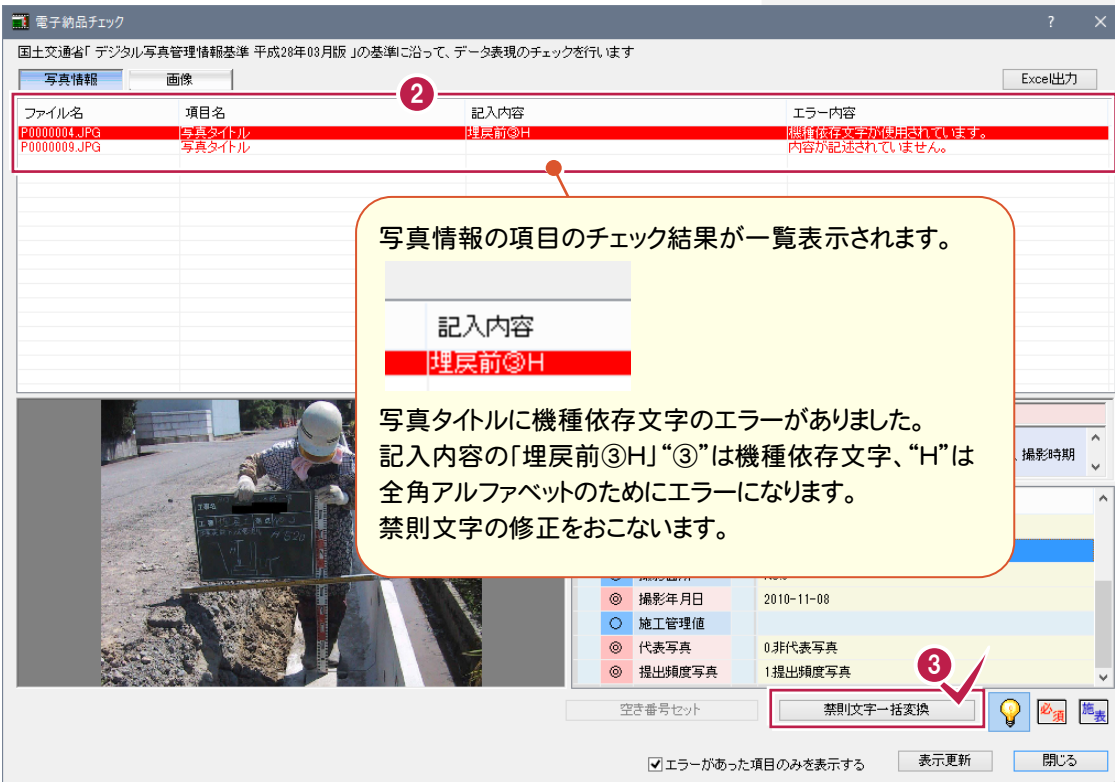 電子納品チェック
国土交通省「 デジタル写真管理情報基準 平成28年03月版 」の基準に沿って、データ表現のチェックを行います
写真情報 画像 Excel出力
2
ファイル名 項目名 記入内容 エラー内容
P0000004.JPG 写真タイトル 埋戻前③H 機種依存文字が使用されています。
P0000009.JPG 写真タイトル 内容が記述されていません。
写真情報の項目のチェック結果が一覧表示されます。
記入内容
埋戻前③H
写真タイトルに機種依存文字のエラーがありました。
記入内容の「埋戻前③H」“③”は機種依存文字、“H”は
全角アルファベットのためにエラーになります。
禁則文字の修正をおこないます。
撮影時期
工事名
◎ 撮影年月日 2010-11-08
○ 施工管理値
◎ 代表写真 0.非代表写真
◎ 提出頻度写真 1.提出頻度写真
3
空き番号セット 禁則文字一括変換 必須 施表
エラーがあった項目のみを表示する 表示更新 閉じる